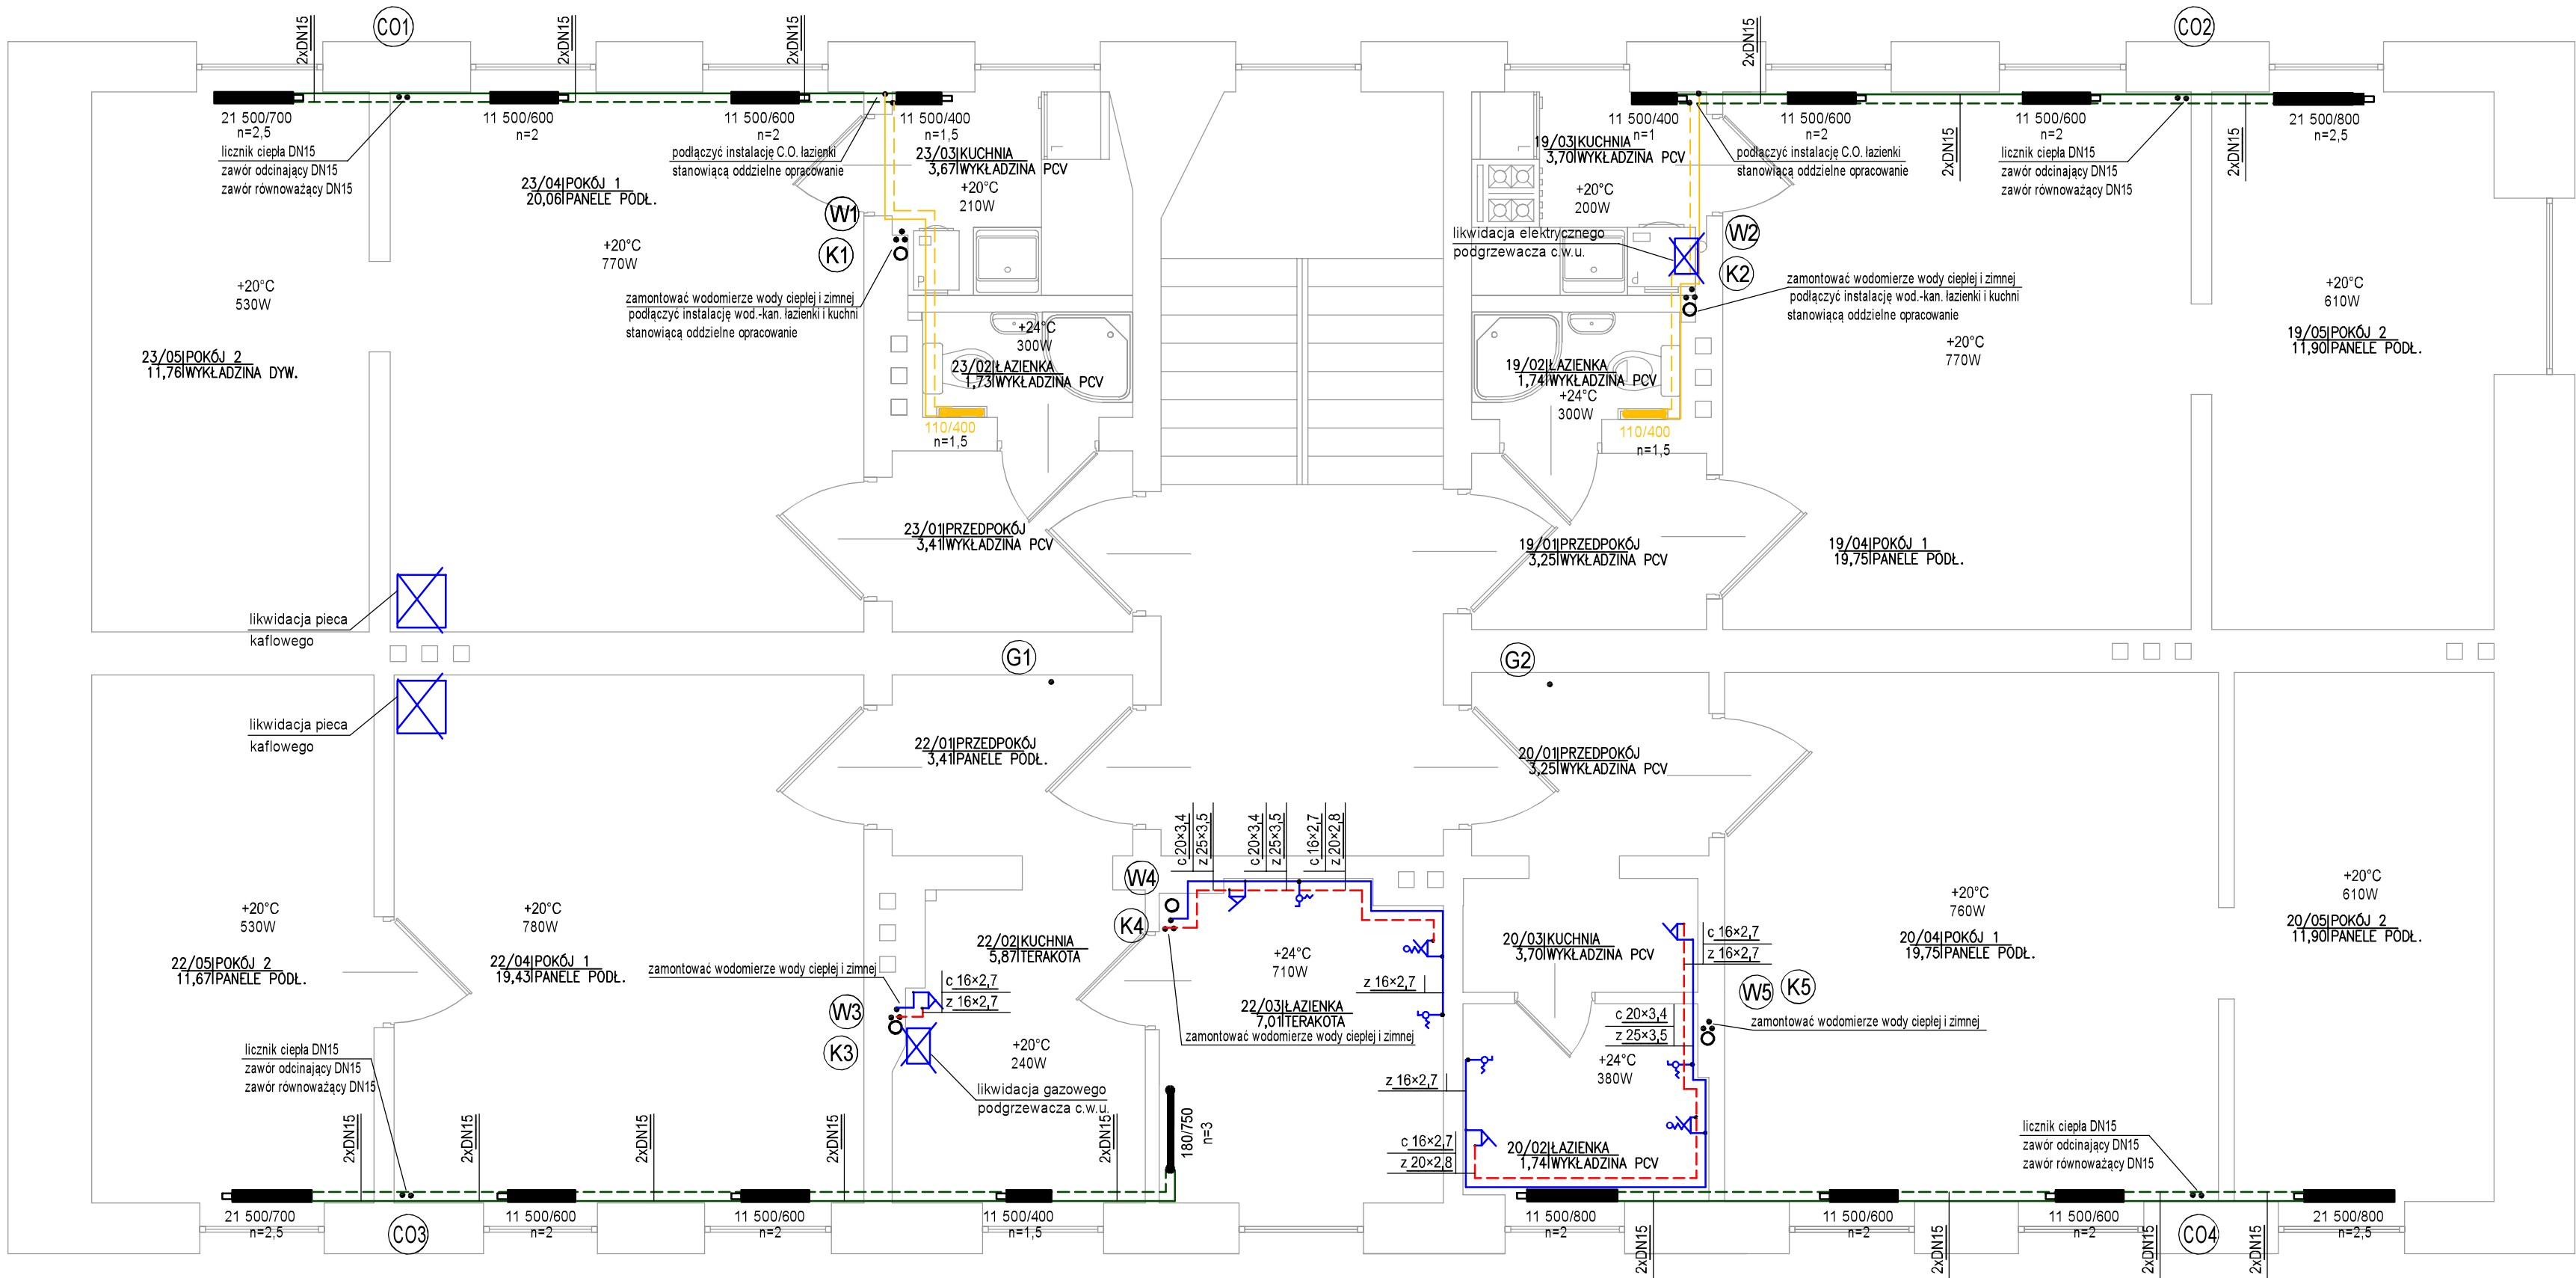 CO1
CO2
2xDN15
2xDN15
2xDN15
2xDN15
21 500/700
n=2,5
11 500/600
n=2
11 500/600
n=2
11 500/400
n=1,5
11 500/400
n=1
11 500/600
n=2
11 500/600
n=2
21 500/800
n=2,5
2xDN15
2xDN15
licznik ciepła DN15
zawór odcinający DN15
zawór równoważący DN15
podłączyć instalację C.O. łazienki
stanowiącą oddzielne opracowanie
23/03 KUCHNIA
3,67 WYKŁADZINA PCV
+20°C
210W
19/03 KUCHNIA
3,70 WYKŁADZINA PCV
+20°C
200W
podłączyć instalację C.O. łazienki
stanowiącą oddzielne opracowanie
licznik ciepła DN15
zawór odcinający DN15
zawór równoważący DN15
23/04 POKÓJ 1
20,06 PANELE PODŁ.
+20°C
770W
W1
K1
likwidacja elektrycznego
podgrzewacza c.w.u.
W2
K2
+20°C
530W
zamontować wodomierze wody ciepłej i zimnej
podłączyć instalację wod.-kan. łazienki i kuchni
stanowiącą oddzielne opracowanie
zamontować wodomierze wody ciepłej i zimnej
podłączyć instalację wod.-kan. łazienki i kuchni
stanowiącą oddzielne opracowanie
+20°C
610W
23/05 POKÓJ 2
11,76 WYKŁADZINA DYW.
+24°C
300W
23/02 ŁAZIENKA
1,73 WYKŁADZINA PCV
19/02 ŁAZIENKA
1,74 WYKŁADZINA PCV
+24°C
300W
+20°C
770W
19/05 POKÓJ 2
11,90 PANELE PODŁ.
110/400
n=1,5
110/400
n=1,5
23/01 PRZEDPOKÓJ
3,41 WYKŁADZINA PCV
19/01 PRZEDPOKÓJ
3,25 WYKŁADZINA PCV
19/04 POKÓJ 1
19,75 PANELE PODŁ.
likwidacja pieca
kaflowego
G1
G2
likwidacja pieca
kaflowego
22/01 PRZEDPOKÓJ
3,41 PANELE PODŁ.
20/01 PRZEDPOKÓJ
3,25 WYKŁADZINA PCV
c 20×3,4
z 25×3,5
c 20×3,4
z 25×3,5
c 16×2,7
z 20×2,8
W4
K4
+20°C
530W
+20°C
780W
22/05 POKÓJ 2
11,67 PANELE PODŁ.
22/04 POKÓJ 1
19,43 PANELE PODŁ.
zamontować wodomierze wody ciepłej i zimnej
22/02 KUCHNIA
5,87 TERAKOTA
c 16×2,7
z 16×2,7
W3
K3
+20°C
240W
likwidacja gazowego
podgrzewacza c.w.u.
+24°C
710W
22/03 ŁAZIENKA
7,01 TERAKOTA
zamontować wodomierze wody ciepłej i zimnej
z 16×2,7
20/03 KUCHNIA
3,70 WYKŁADZINA PCV
c 16×2,7
z 16×2,7
+20°C
760W
20/04 POKÓJ 1
19,75 PANELE PODŁ.
+20°C
610W
20/05 POKÓJ 2
11,90 PANELE PODŁ.
W5
K5
c 20×3,4
z 25×3,5
zamontować wodomierze wody ciepłej i zimnej
+24°C
380W
z 16×2,7
c 16×2,7
z 20×2,8
20/02 ŁAZIENKA
1,74 WYKŁADZINA PCV
licznik ciepła DN15
zawór odcinający DN15
zawór równoważący DN15
licznik ciepła DN15
zawór odcinający DN15
zawór równoważący DN15
2xDN15
2xDN15
2xDN15
2xDN15
2xDN15
180/750
n=3
21 500/700
n=2,5
CO3
11 500/600
n=2
11 500/600
n=2
11 500/400
n=1,5
11 500/800
n=2
11 500/600
n=2
11 500/600
n=2
CO4
21 500/800
n=2,5
2xDN15
2xDN15
2xDN15
2xDN15